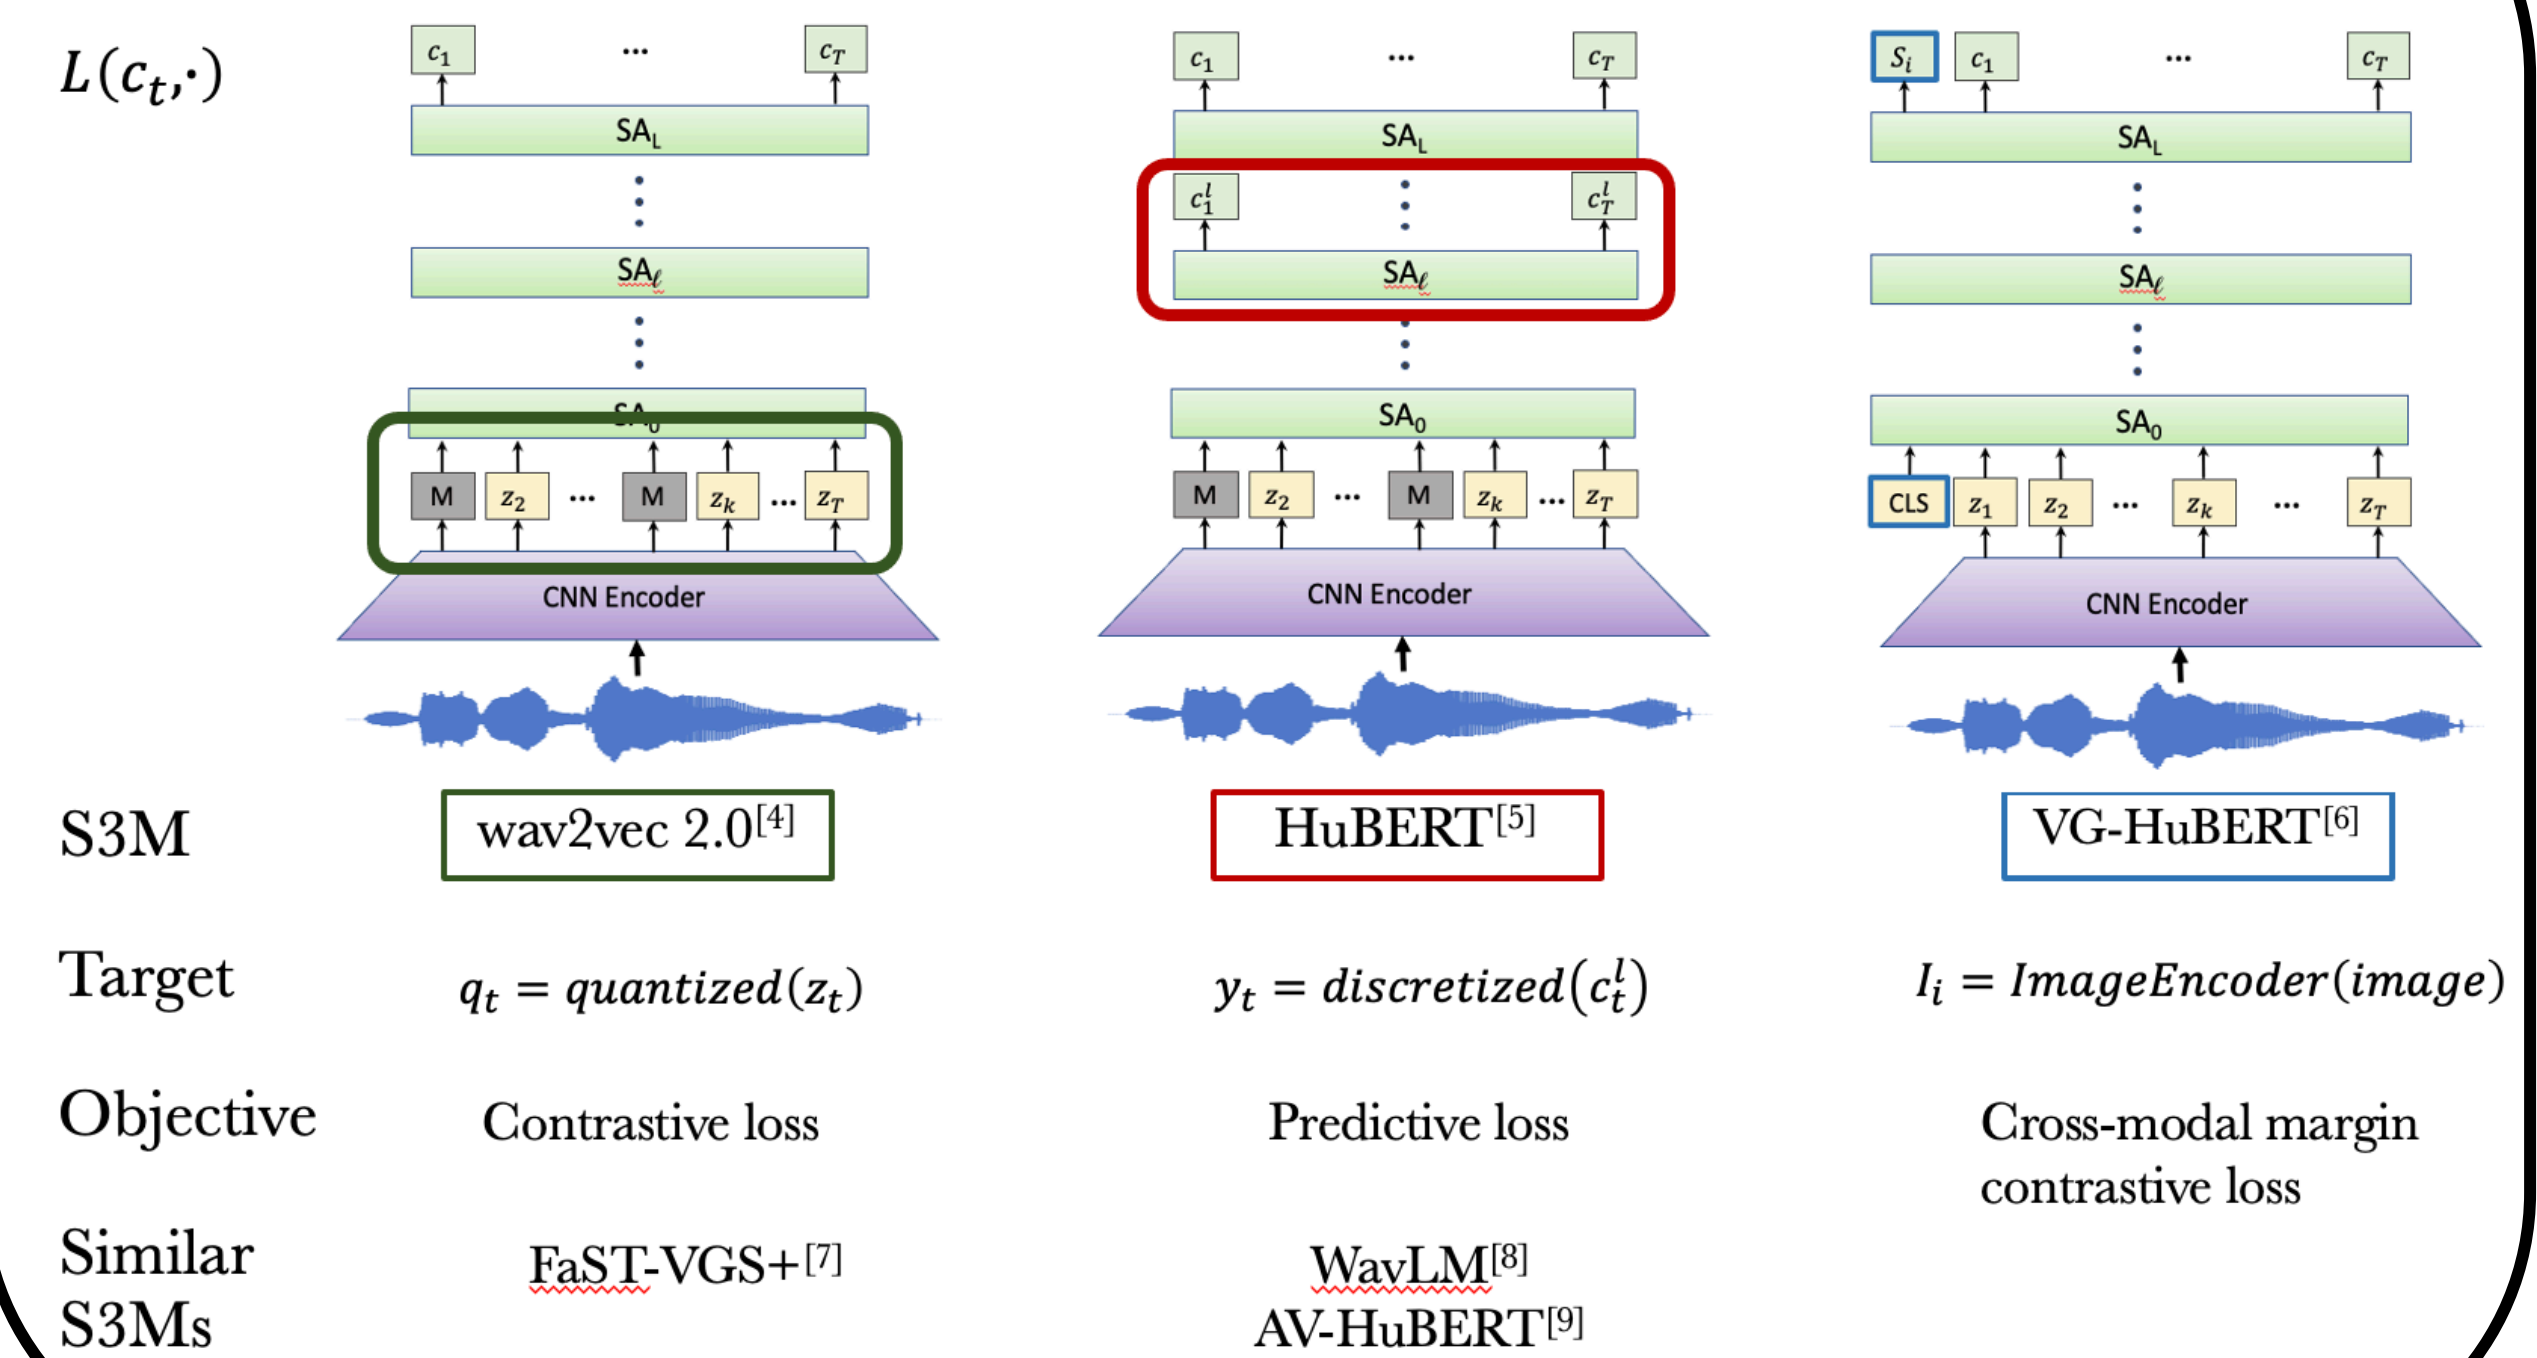 L(c_t,·)
c_1 ... c_T
SA_L
SA_ℓ
SA_0
M z_2 ... M z_k ... z_T
CNN Encoder
c_1 ... c_T
SA_L
c_1^l c_T^l
SA_ℓ
SA_0
M z_2 ... M z_k ... z_T
CNN Encoder
S_i c_1 ... c_T
SA_L
SA_ℓ
SA_0
CLS z_1 z_2 ... z_k ... z_T
CNN Encoder
S3M wav2vec 2.0[4] HuBERT[5] VG-HuBERT[6]
Target q_t = quantized(z_t) y_t = discretized(c_t^l) I_i = ImageEncoder(image)
Objective Contrastive loss Predictive loss Cross-modal margin
contrastive loss
Similar FaST-VGS+[7] WavLM[8]
S3Ms AV-HuBERT[9]